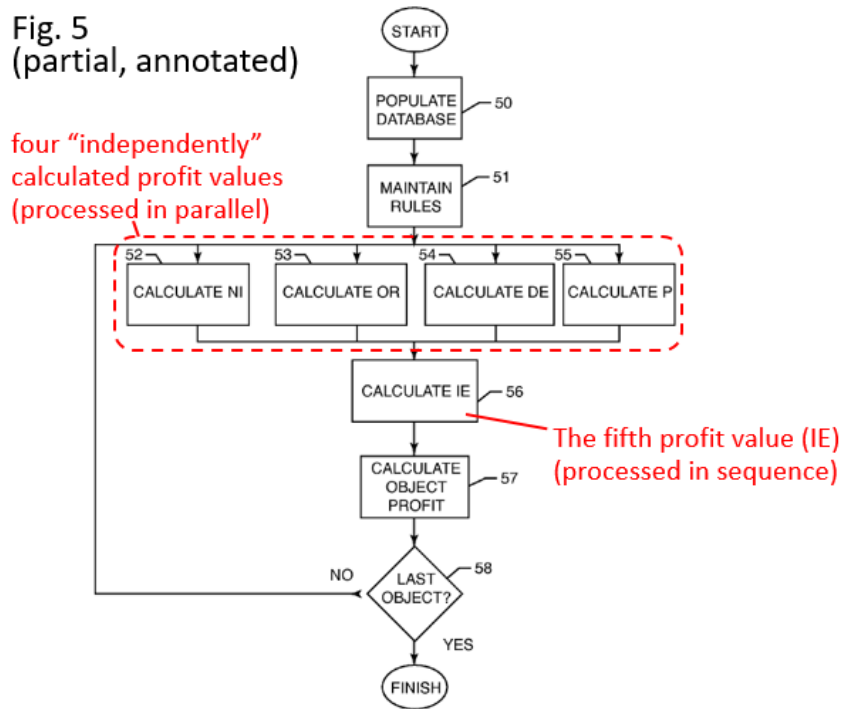 Fig. 5
(partial, annotated)
START
POPULATE
DATABASE
50
four “independently”
calculated profit values
(processed in parallel)
MAINTAIN
RULES
51
52
53
54
55
CALCULATE NI
CALCULATE OR
CALCULATE DE
CALCULATE P
CALCULATE IE
56
The fifth profit value (IE)
(processed in sequence)
CALCULATE
OBJECT
PROFIT
57
NO
LAST
OBJECT?
58
YES
FINISH